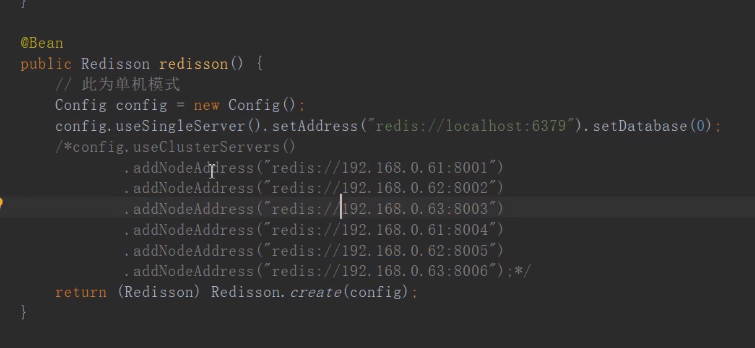 }
@Bean
public Redisson redisson() {
// 此为单机模式
Config config = new Config();
config.useSingleServer().setAddress("redis://localhost:6379").setDatabase(0);
/*config.useClusterServers()
.addNodeAddress("redis://192.168.0.61:8001")
.addNodeAddress("redis://192.168.0.62:8002")
.addNodeAddress("redis://192.168.0.63:8003")
.addNodeAddress("redis://192.168.0.61:8004")
.addNodeAddress("redis://192.168.0.62:8005")
.addNodeAddress("redis://192.168.0.63:8006");*/
return (Redisson) Redisson.create(config);
}